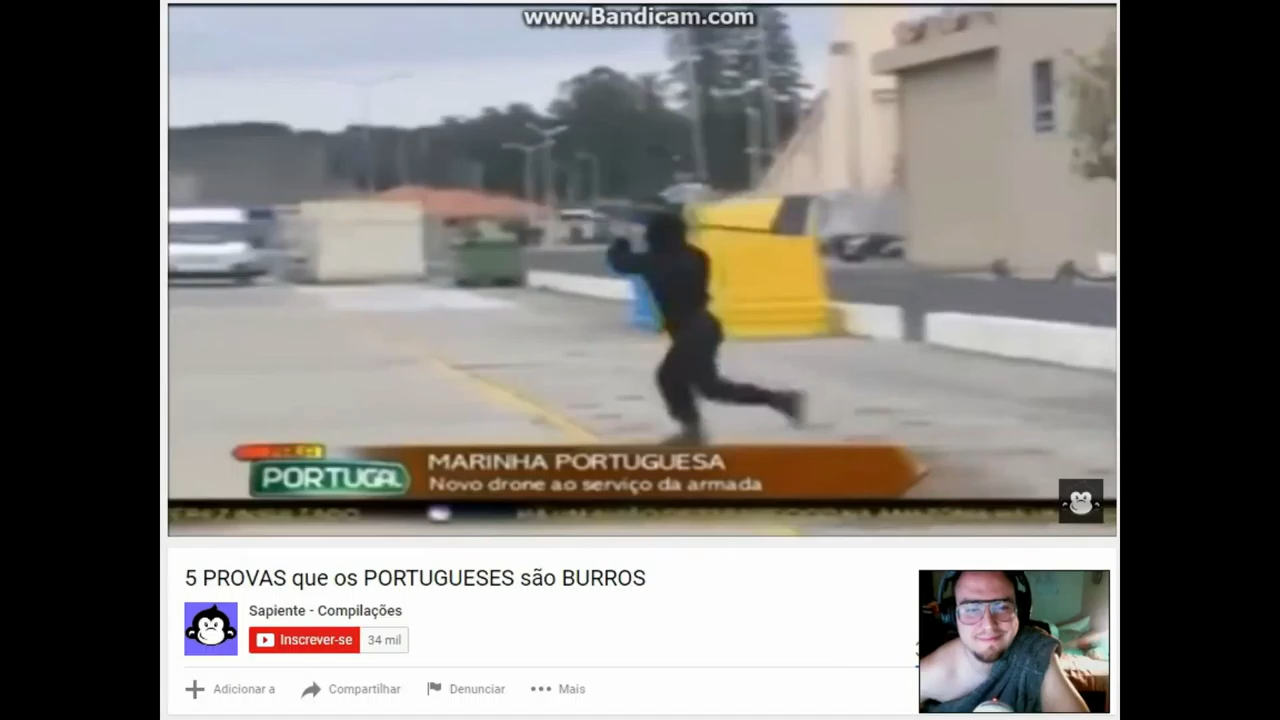 www.Bandicam.com
PORTUGAL
MARINHA PORTUGUESA
Novo drone ao serviço da armada
5 PROVAS que os PORTUGUESES são BURROS
Sapiente - Compilações
Inscrever-se 34 mil
Adicionar a Compartilhar Denunciar Mais